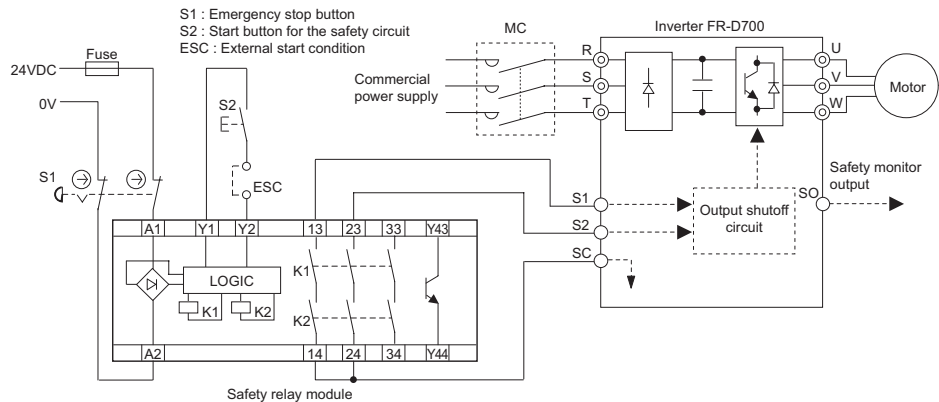 S1 : Emergency stop button
S2 : Start button for the safety circuit
ESC : External start condition
Fuse
24VDC
0V
S2
ESC
S1
MC
Commercial
power supply
Inverter FR-D700
R
S
T
U
V
W
Motor
Safety monitor
output
SO
S1
S2
SC
Output shutoff
circuit
A1 Y1 Y2 13 23 33 Y43
LOGIC
K1
K2
K1
K2
A2 14 24 34 Y44
Safety relay module